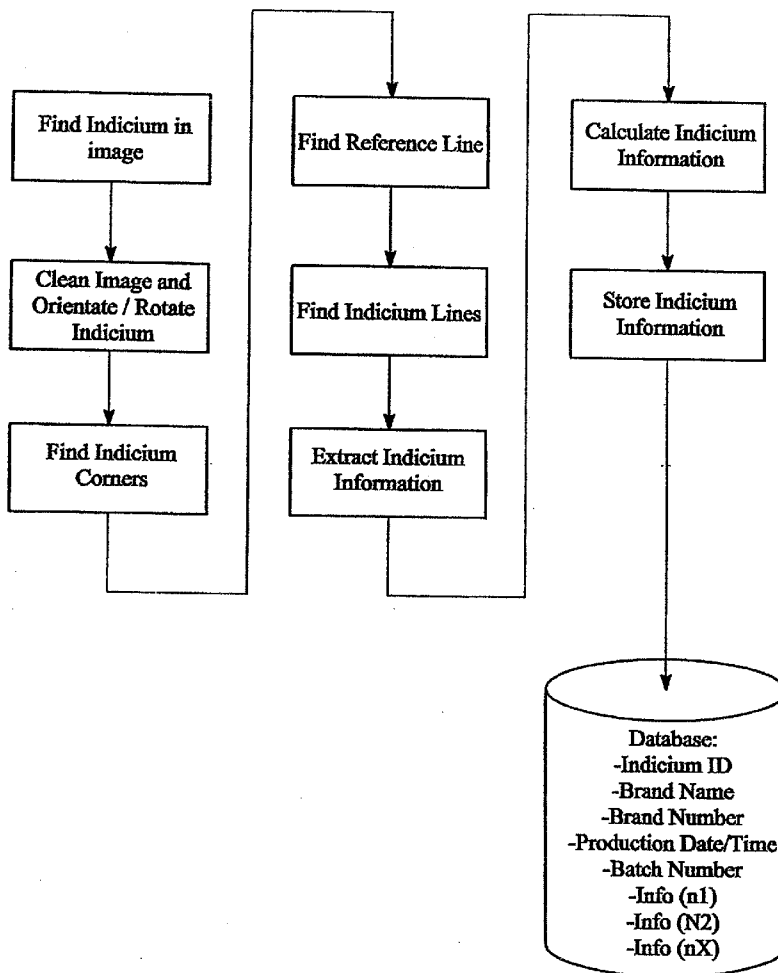 Find Indicium in
image
Clean Image and
Orientate / Rotate
Indicium
Find Indicium
Corners
Find Reference Line
Find Indicium Lines
Extract Indicium
Information
Calculate Indicium
Information
Store Indicium
Information
Database:
-Indicium ID
-Brand Name
-Brand Number
-Production Date/Time
-Batch Number
-Info (n1)
-Info (N2)
-Info (nX)